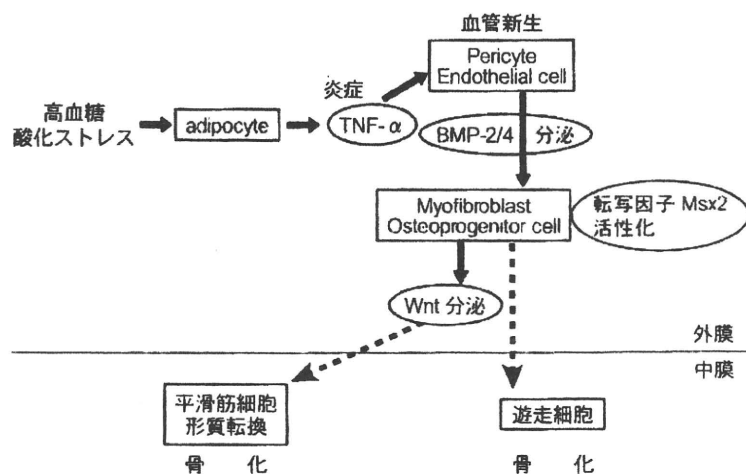 血管新生
Pericyte
Endothelial cell
炎症
高血糖
酸化ストレス
adipocyte
TNF-α
BMP-2/4 分泌
Myofibroblast
Osteoprogenitor cell
転写因子 Msx2
活性化
Wnt 分泌
外膜
中膜
平滑筋細胞
形質転換
遊走細胞
骨 化
骨 化